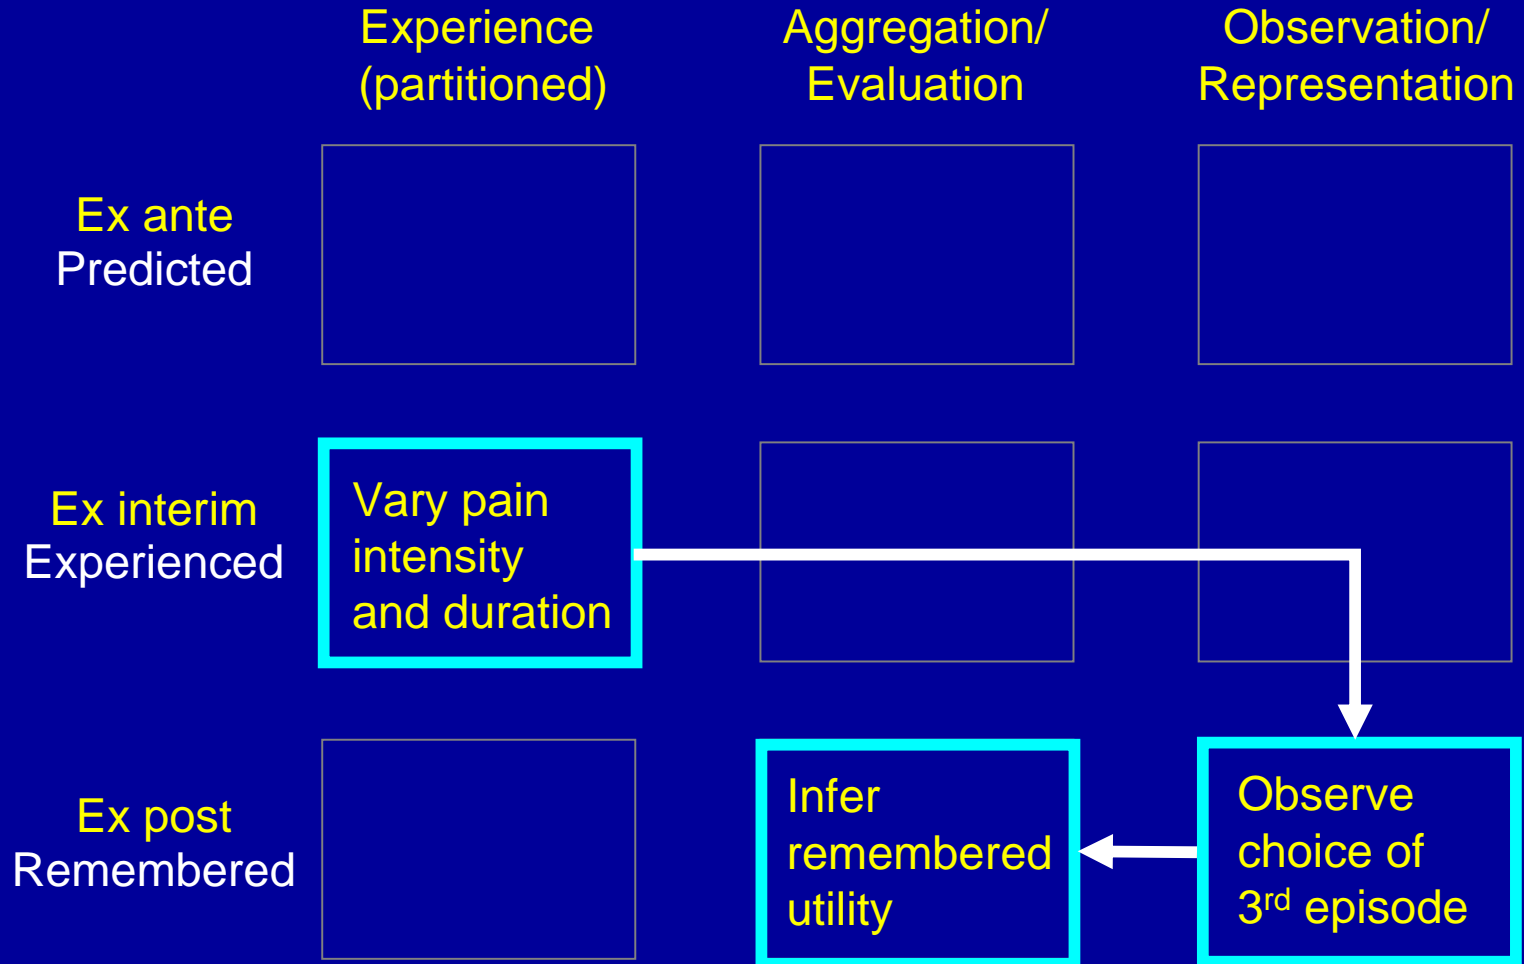 Experience
(partitioned)
Aggregation/
Evaluation
Observation/
Representation
Ex ante
Predicted
Ex interim
Experienced
Vary pain
intensity
and duration
Ex post
Remembered
Infer
remembered
utility
Observe
choice of
3rd episode